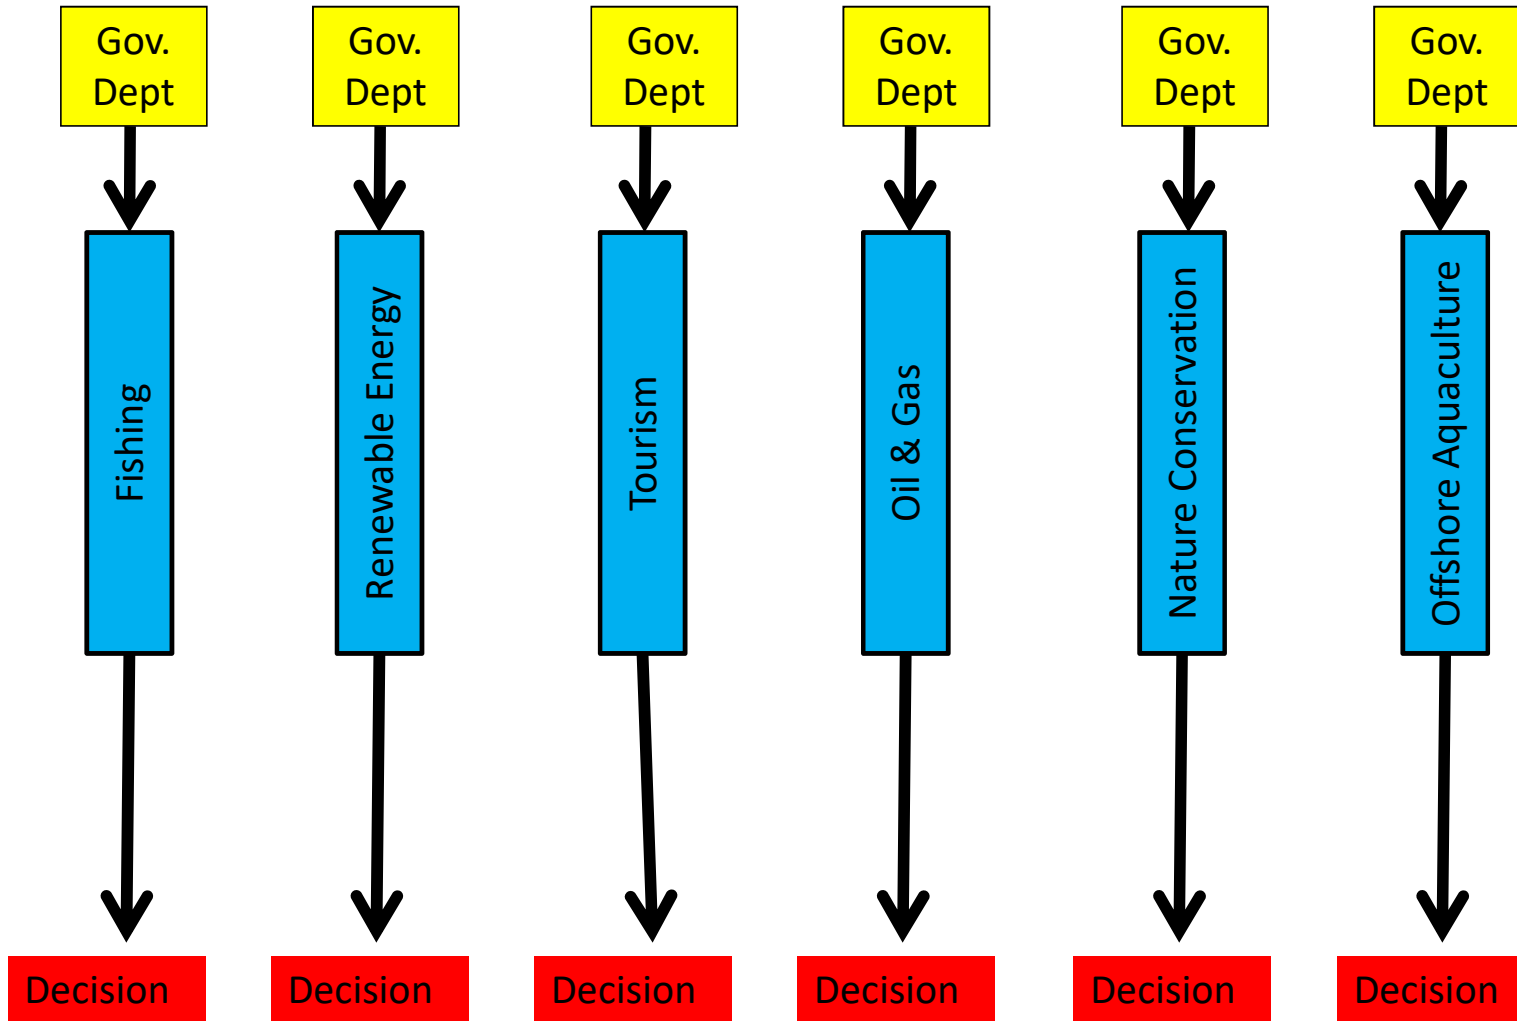 Gov.
Dept
Gov.
Dept
Gov.
Dept
Gov.
Dept
Gov.
Dept
Gov.
Dept
Fishing
Renewable Energy
Tourism
Oil & Gas
Nature Conservation
Offshore Aquaculture
Decision
Decision
Decision
Decision
Decision
Decision